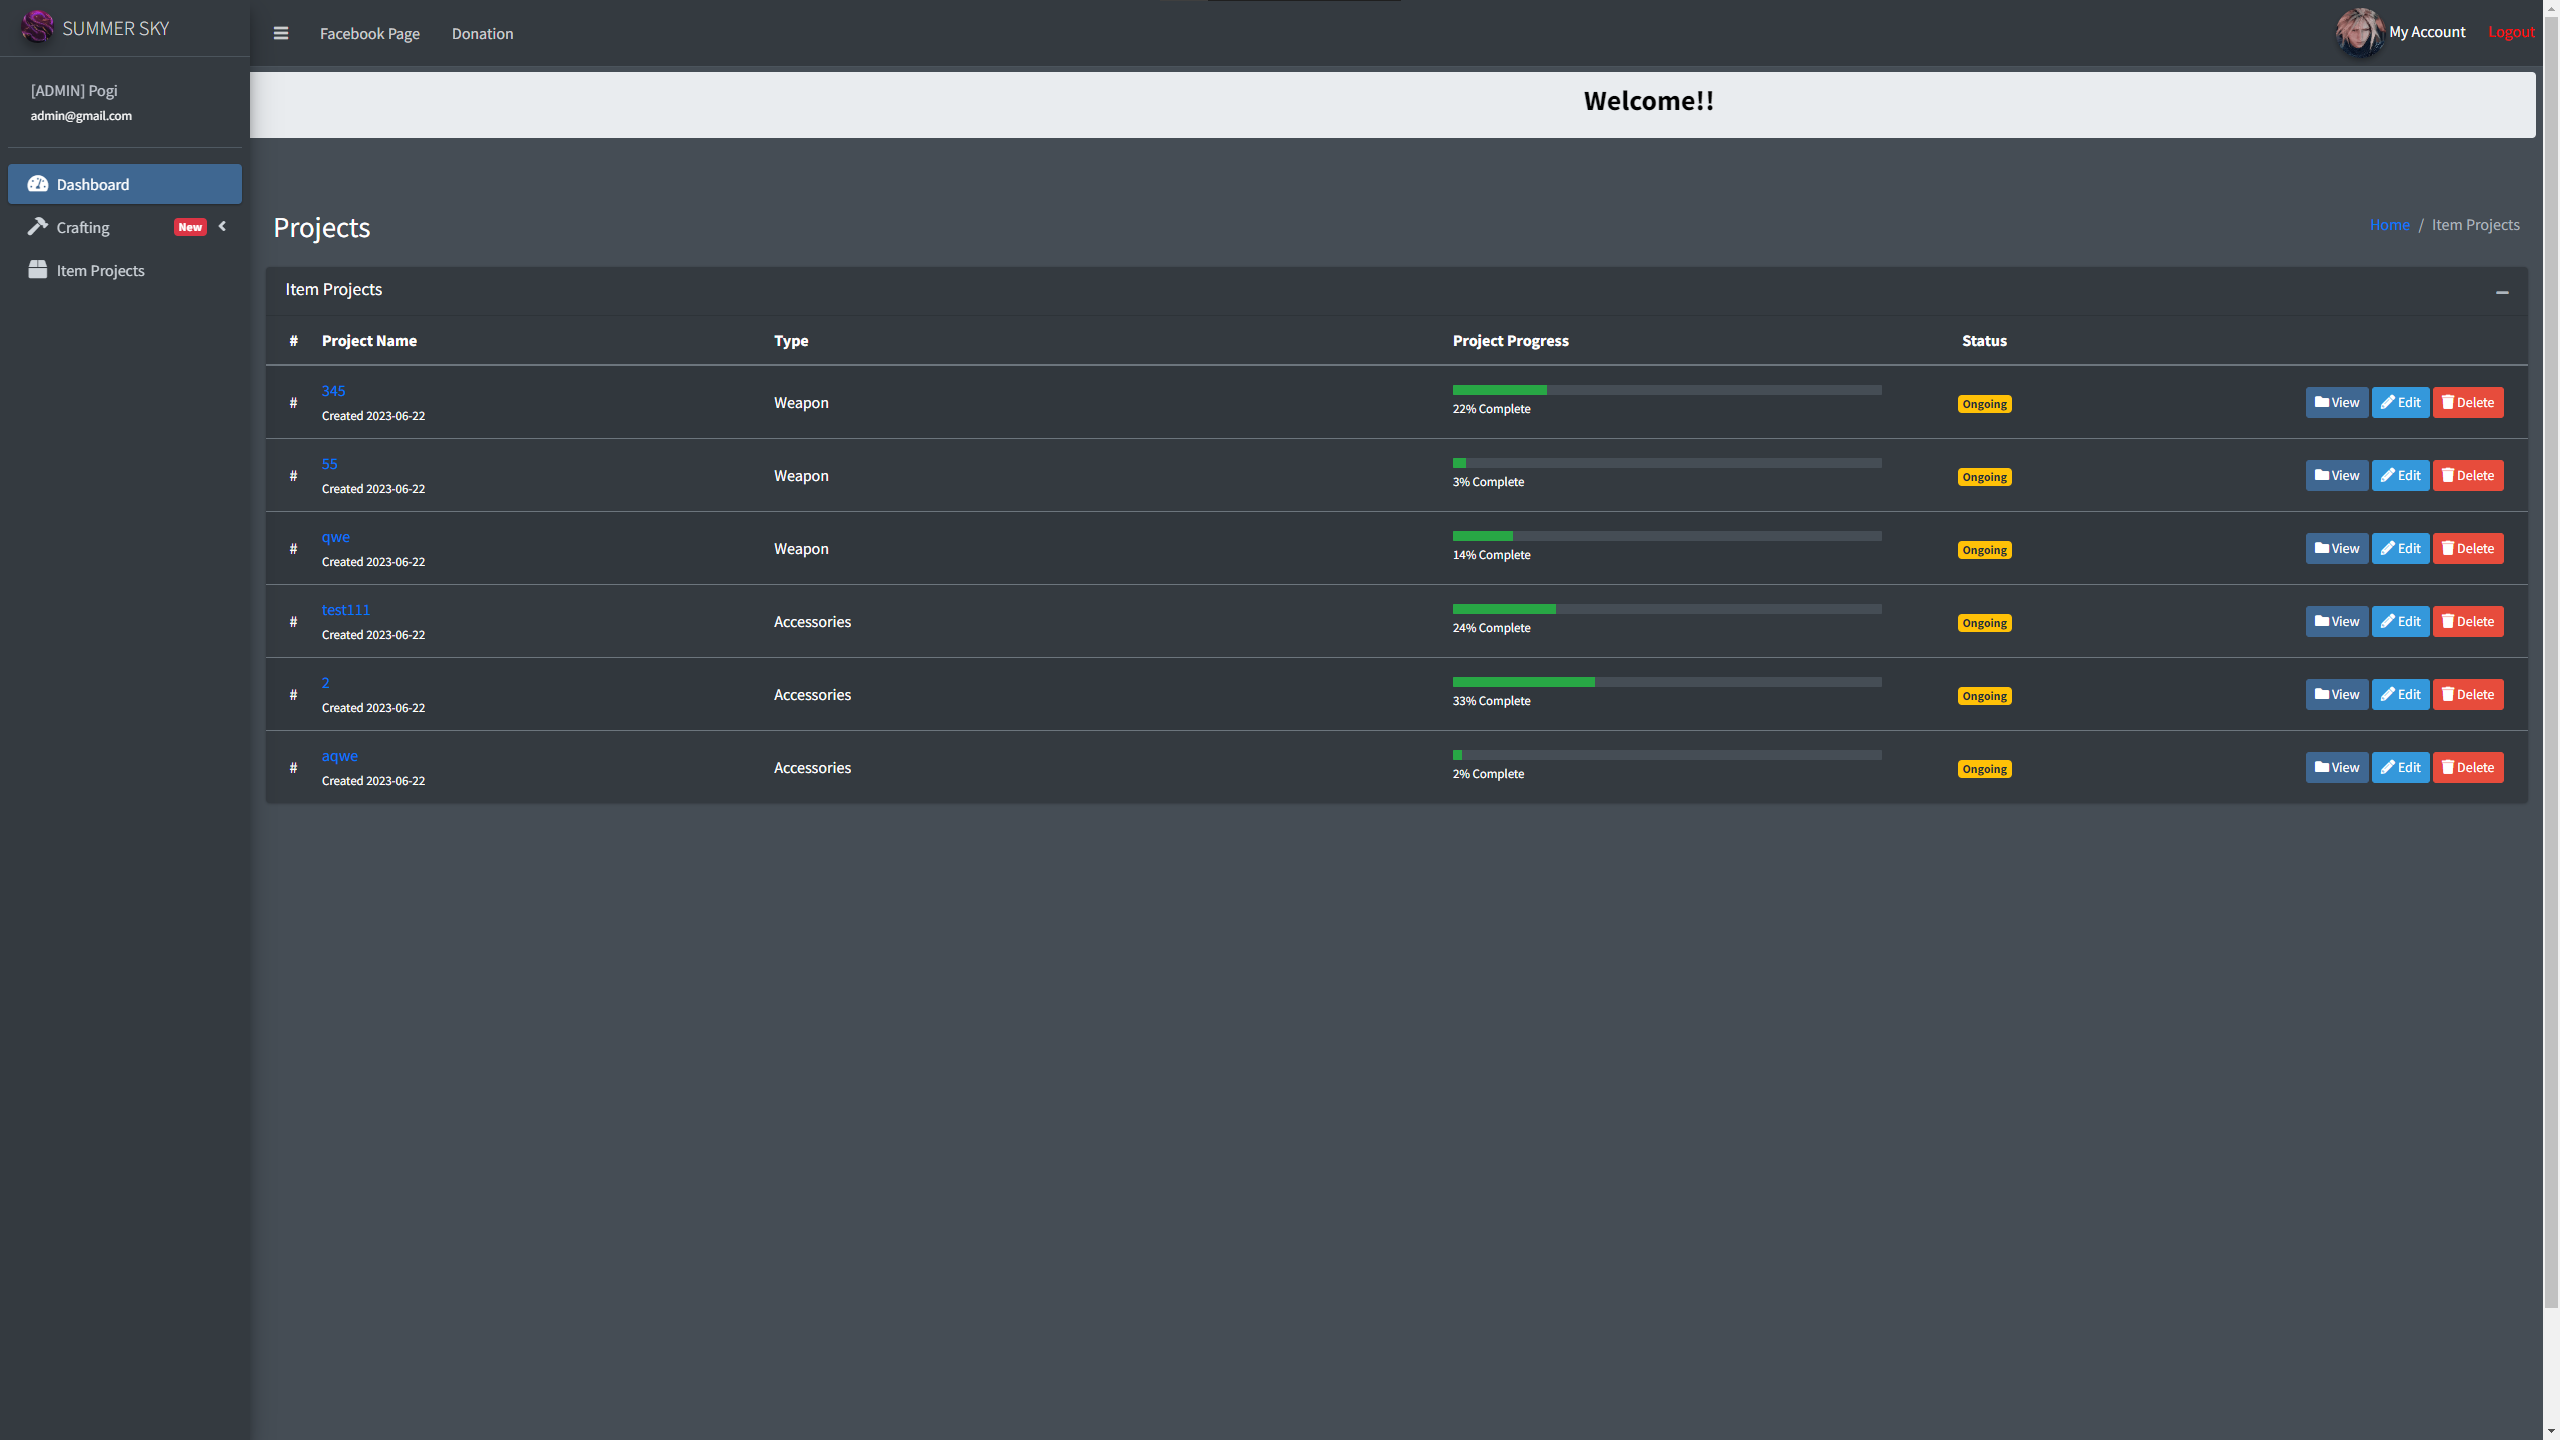 SUMMER SKY
Facebook Page Donation
My Account Logout
[ADMIN] Pogi
admin@gmail.com
Welcome!!
Dashboard
Crafting New
Item Projects
Projects
Home / Item Projects
Item Projects
# Project Name Type Project Progress Status
# 345 Created 2023-06-22 Weapon 22% Complete Ongoing View Edit Delete
# 55 Created 2023-06-22 Weapon 3% Complete Ongoing View Edit Delete
# qwe Created 2023-06-22 Weapon 14% Complete Ongoing View Edit Delete
# test111 Created 2023-06-22 Accessories 24% Complete Ongoing View Edit Delete
# 2 Created 2023-06-22 Accessories 33% Complete Ongoing View Edit Delete
# aqwe Created 2023-06-22 Accessories 2% Complete Ongoing View Edit Delete